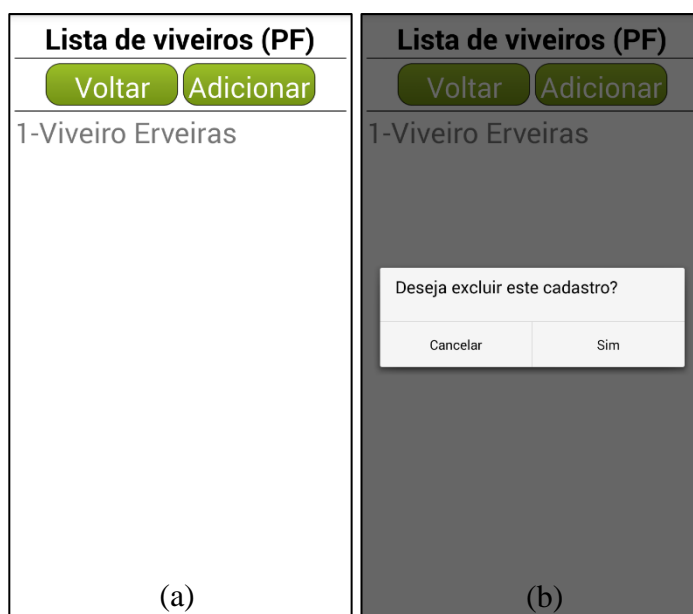 Lista de viveiros (PF)
Voltar Adicionar
1-Viveiro Erveiras
(a)
Lista de viveiros (PF)
Voltar Adicionar
1-Viveiro Erveiras
Deseja excluir este cadastro?
Cancelar Sim
(b)